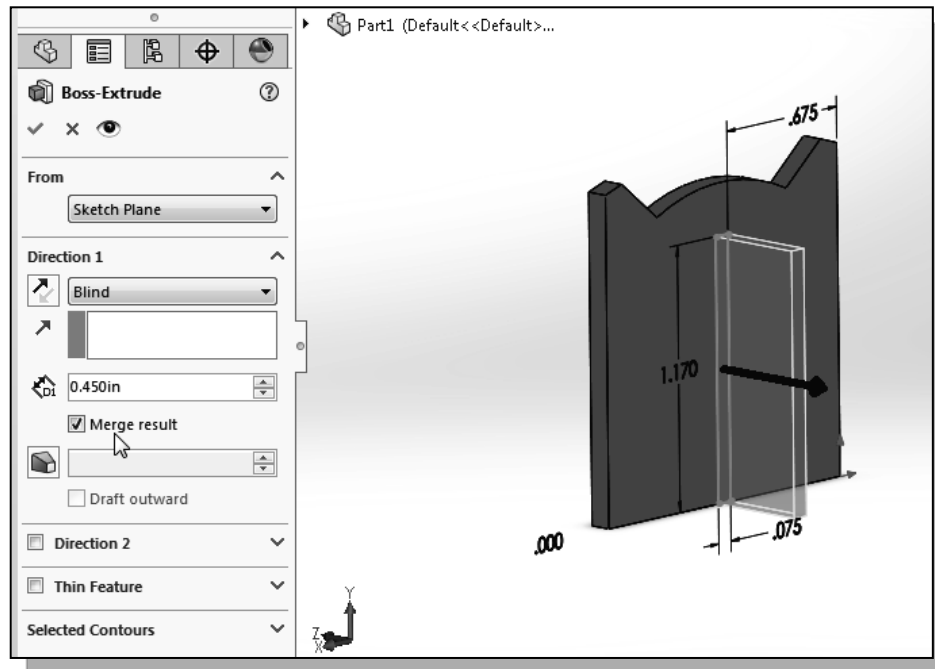 Part1 (Default<<Default>...
Boss-Extrude
?
From
Sketch Plane
Direction 1
Blind
D1
0.450in
Merge result
Draft outward
Direction 2
Thin Feature
Selected Contours
.675
1.170
.000
.075
Y
Z
X